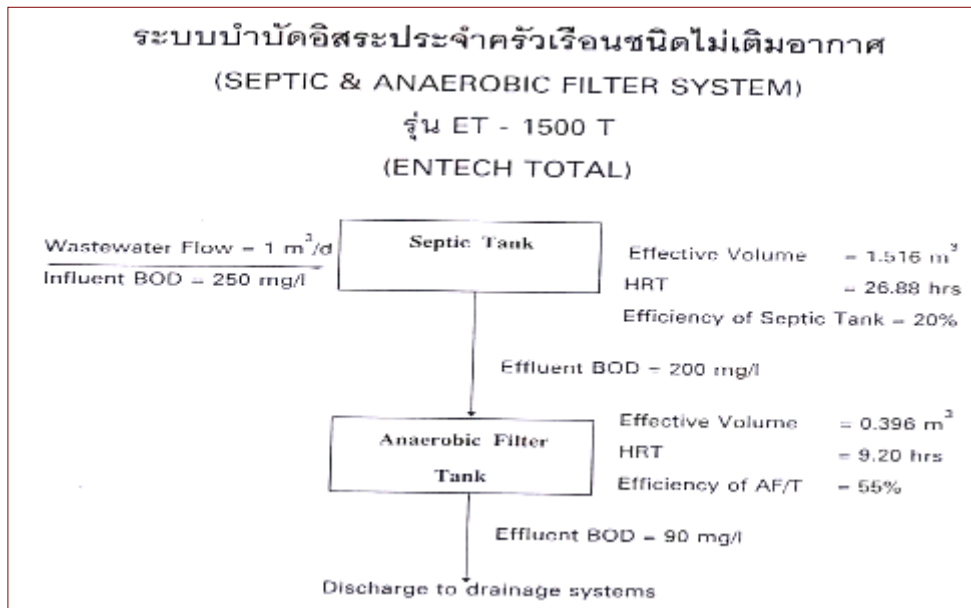 ระบบบำบัดอิสระประจำครัวเรือนชนิดไม่เติมอากาศ
(SEPTIC & ANAEROBIC FILTER SYSTEM)
รุ่น ET - 1500 T
(ENTECH TOTAL)
Wastewater Flow = 1 m³/d
Influent BOD = 250 mg/l
Septic Tank
Effective Volume = 1.516 m³
HRT = 26.88 hrs
Efficiency of Septic Tank = 20%
Effluent BOD = 200 mg/l
Anaerobic Filter
Tank
Effective Volume = 0.396 m³
HRT = 9.20 hrs
Efficiency of AF/T = 55%
Effluent BOD = 90 mg/l
Discharge to drainage systems